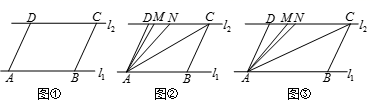 D C l₂
A B l₁
图①
D M N C l₂
A B l₁
图②
D M N C l₂
A B l₁
图③